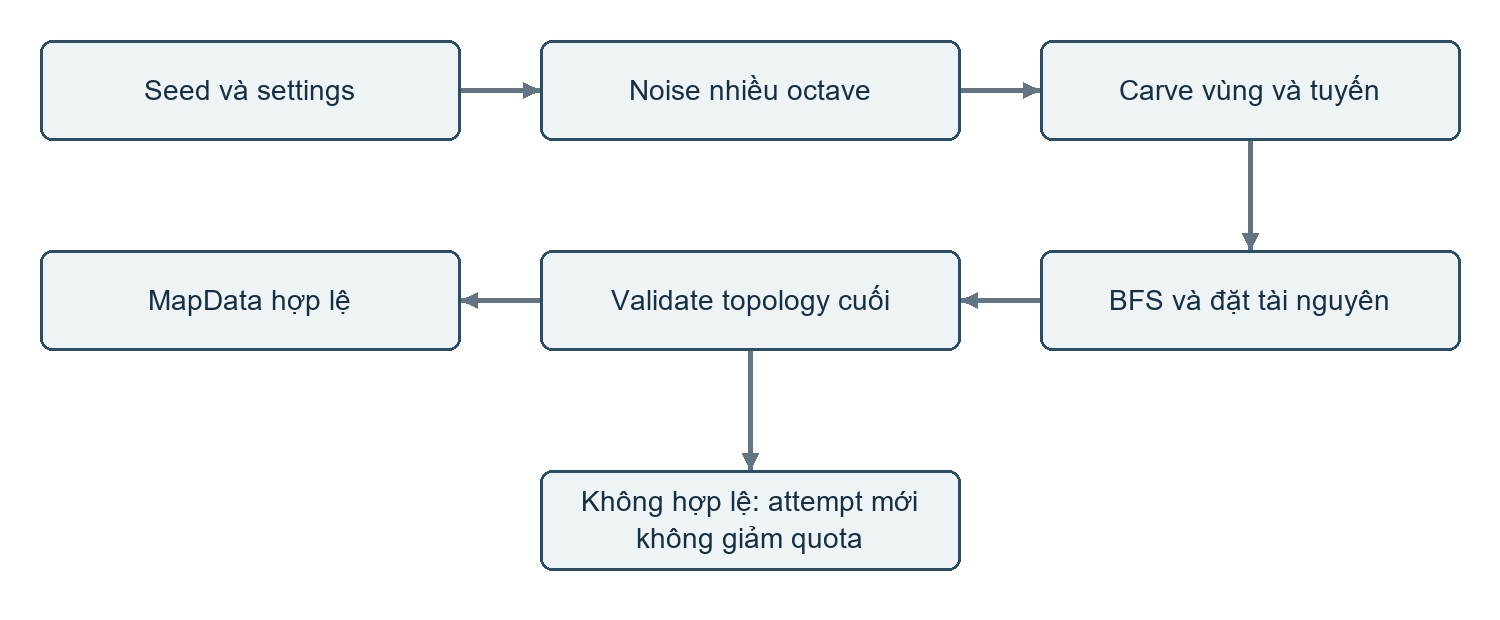 Seed và settings
Noise nhiều octave
Carve vùng và tuyến
MapData hợp lệ
Validate topology cuối
BFS và đặt tài nguyên
Không hợp lệ: attempt mới
không giảm quota